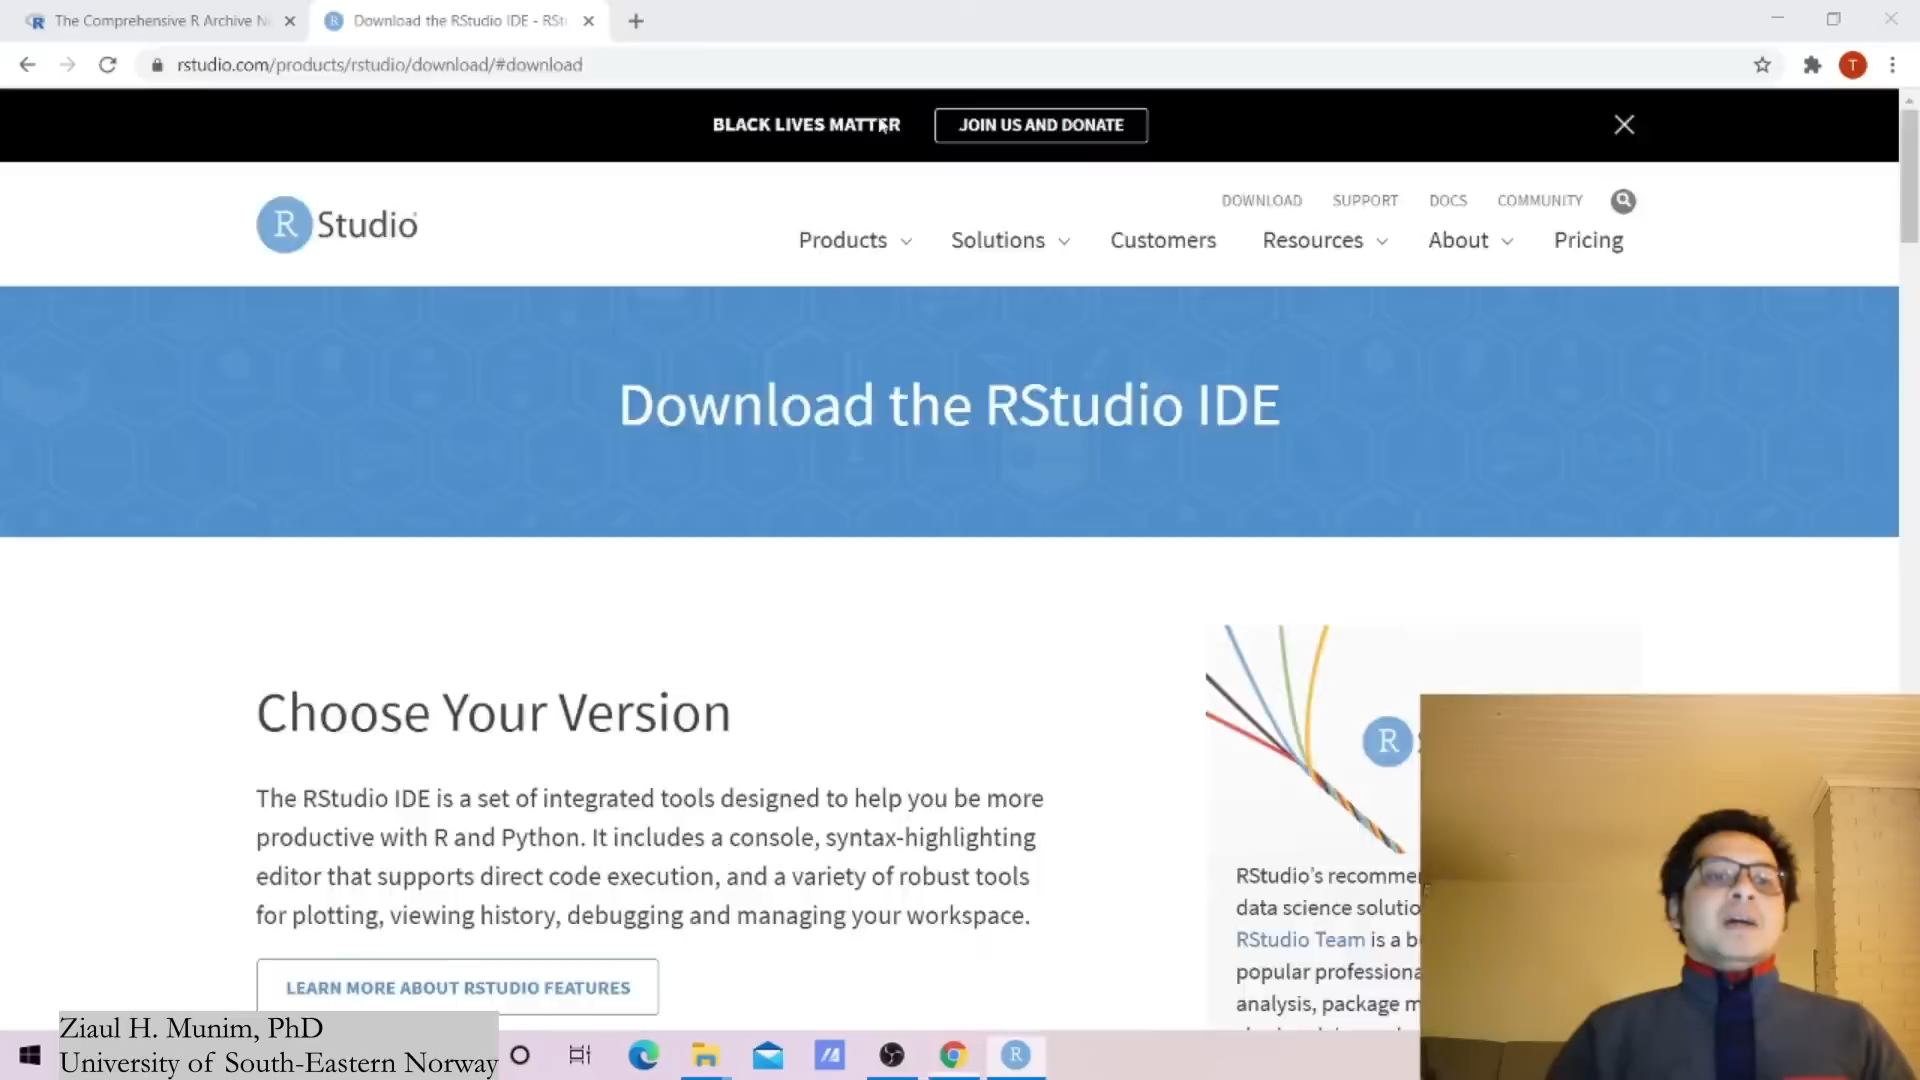 The Comprehensive R Archive N
Download the RStudio IDE - RSt
rstudio.com/products/rstudio/download/#download
T
BLACK LIVES MATTER
JOIN US AND DONATE
R Studio
DOWNLOAD
SUPPORT
DOCS
COMMUNITY
Products
Solutions
Customers
Resources
About
Pricing
Download the RStudio IDE
Choose Your Version
The RStudio IDE is a set of integrated tools designed to help you be more
productive with R and Python. It includes a console, syntax-highlighting
editor that supports direct code execution, and a variety of robust tools
for plotting, viewing history, debugging and managing your workspace.
LEARN MORE ABOUT RSTUDIO FEATURES
R
RStudio's recommen
data science solutio
RStudio Team is a b
popular professiona
analysis, package m
Ziaul H. Munim, PhD
University of South-Eastern Norway
R